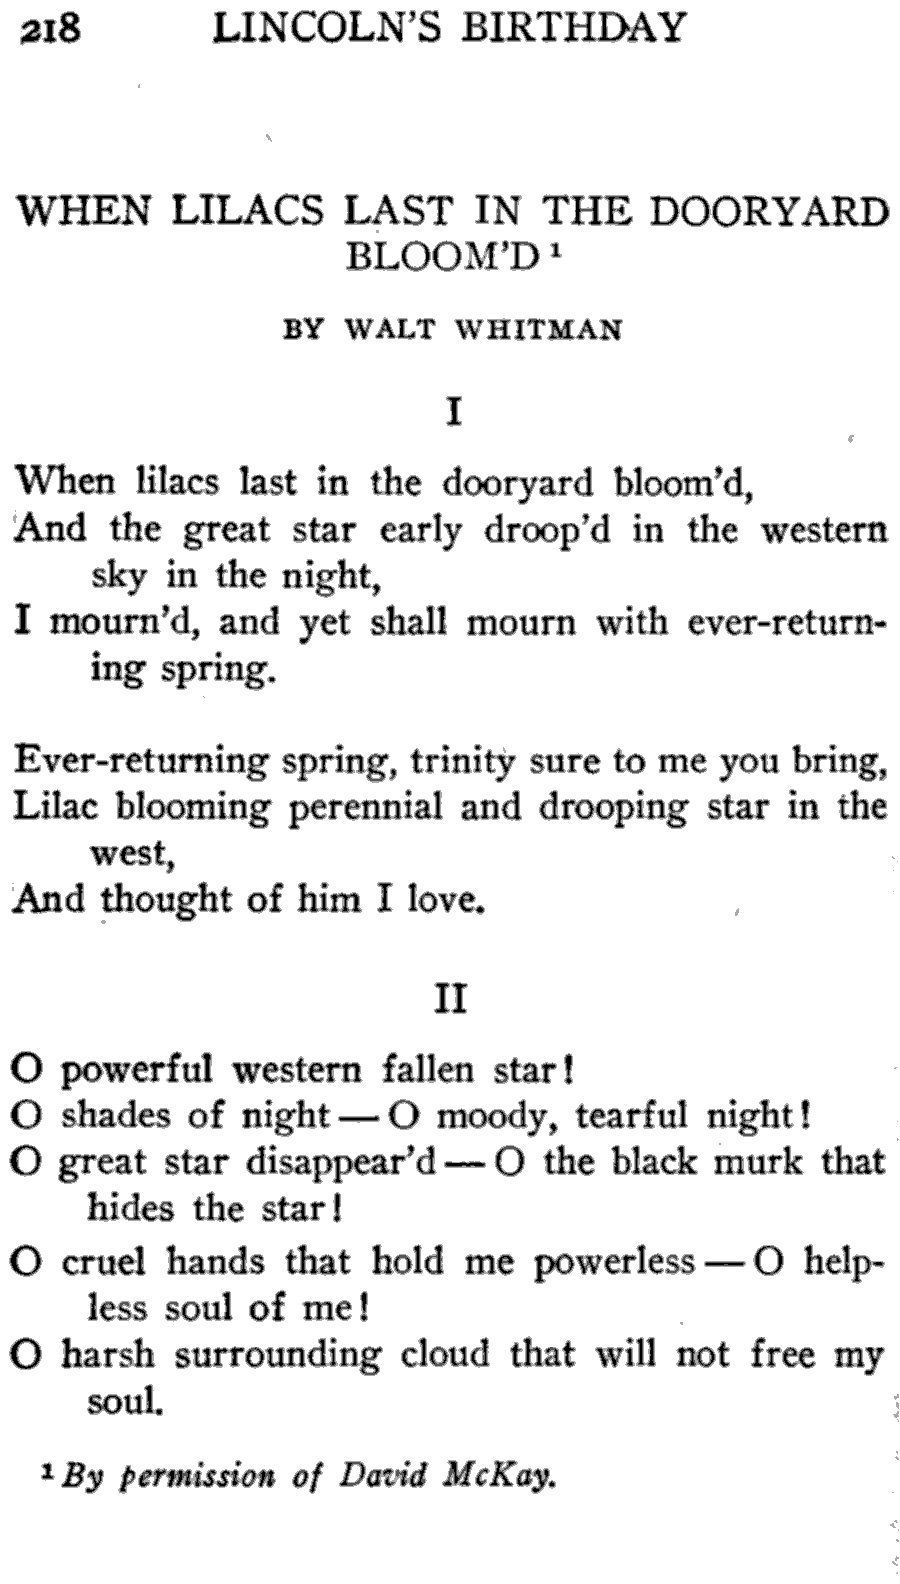 218 LINCOLN'S BIRTHDAY
WHEN LILACS LAST IN THE DOORYARD
BLOOM'D ¹
BY WALT WHITMAN
I
When lilacs last in the dooryard bloom'd,
And the great star early droop'd in the western
sky in the night,
I mourn'd, and yet shall mourn with ever-return-
ing spring.
Ever-returning spring, trinity sure to me you bring,
Lilac blooming perennial and drooping star in the
west,
And thought of him I love.
II
O powerful western fallen star!
O shades of night — O moody, tearful night!
O great star disappear'd — O the black murk that
hides the star!
O cruel hands that hold me powerless — O help-
less soul of me!
O harsh surrounding cloud that will not free my
soul.
¹ By permission of David McKay.